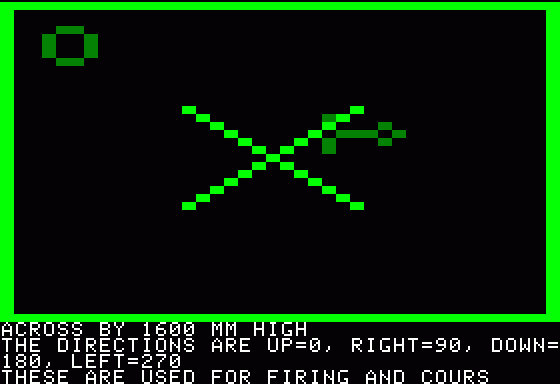 ACROSS BY 1600 MM HIGH
THE DIRECTIONS ARE UP=0, RIGHT=90, DOWN=
180, LEFT=270
THESE ARE USED FOR FIRING AND COURS